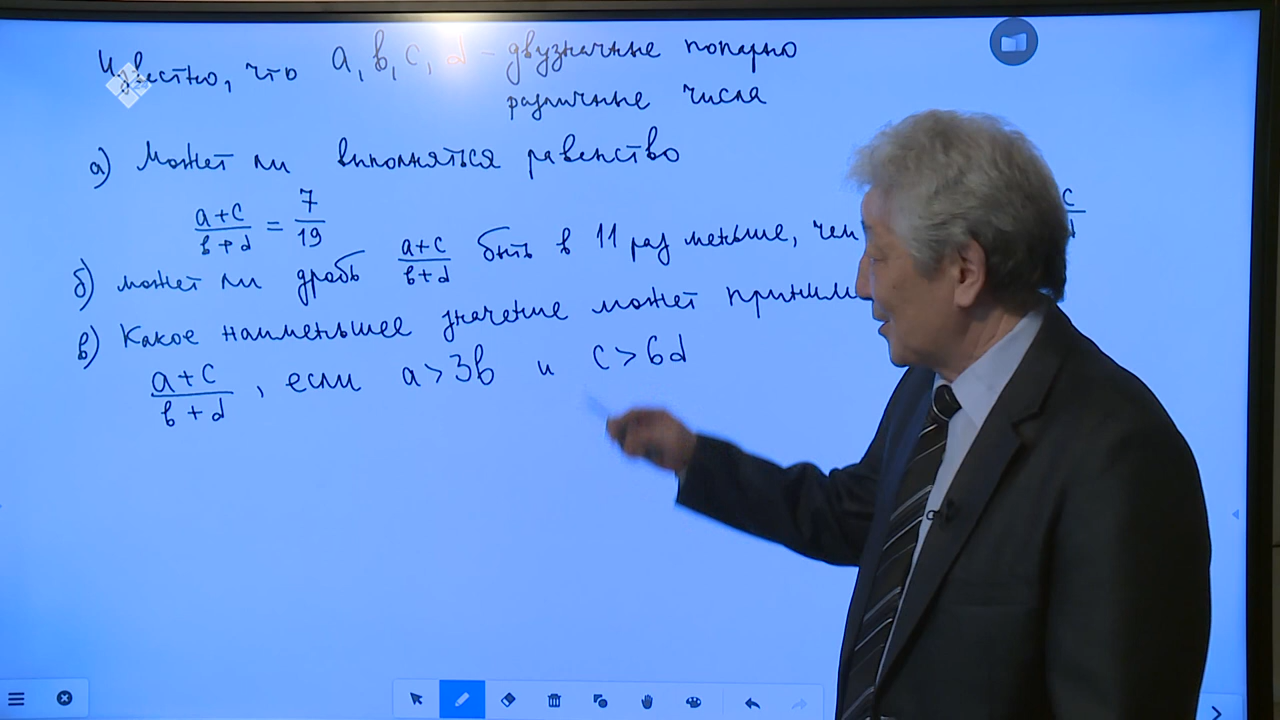 Известно, что a, b, c, d – двузначные попарно
различные числа
а) Может ли выполняться равенство
(a+c)/(b+d) = 7/19
б) может ли дробь (a+c)/(b+d) быть в 11 раз меньше, чем c
в) Какое наименьшее значение может
(a+c)/(b+d), если a>3b и c>6d